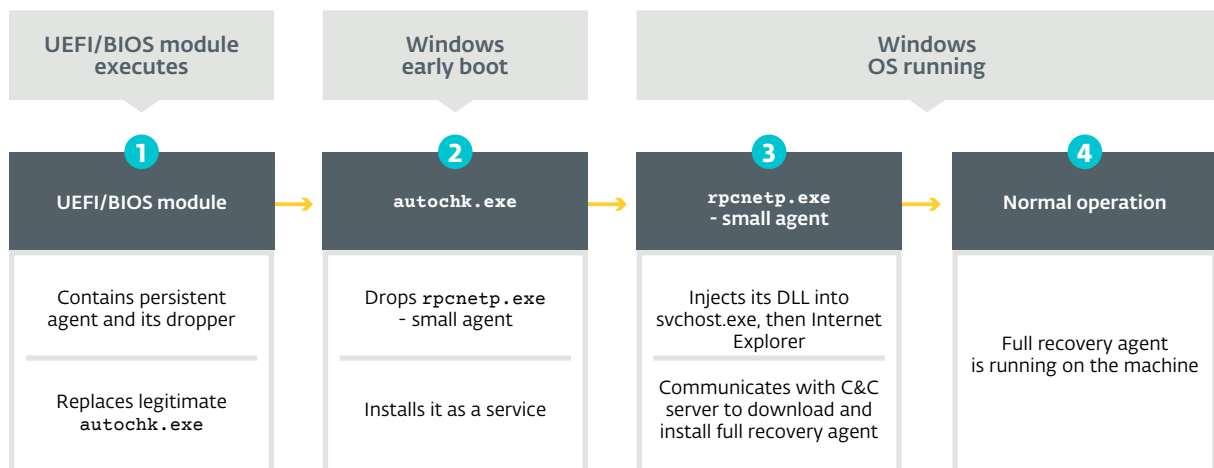 UEFI/BIOS module
executes
Windows
early boot
Windows
OS running
1
UEFI/BIOS module
Contains persistent
agent and its dropper
Replaces legitimate
autochk.exe
2
autochk.exe
Drops rpcnetp.exe
- small agent
Installs it as a service
3
rpcnetp.exe
- small agent
Injects its DLL into
svchost.exe, then Internet
Explorer
Communicates with C&C
server to download and
install full recovery agent
4
Normal operation
Full recovery agent
is running on the machine